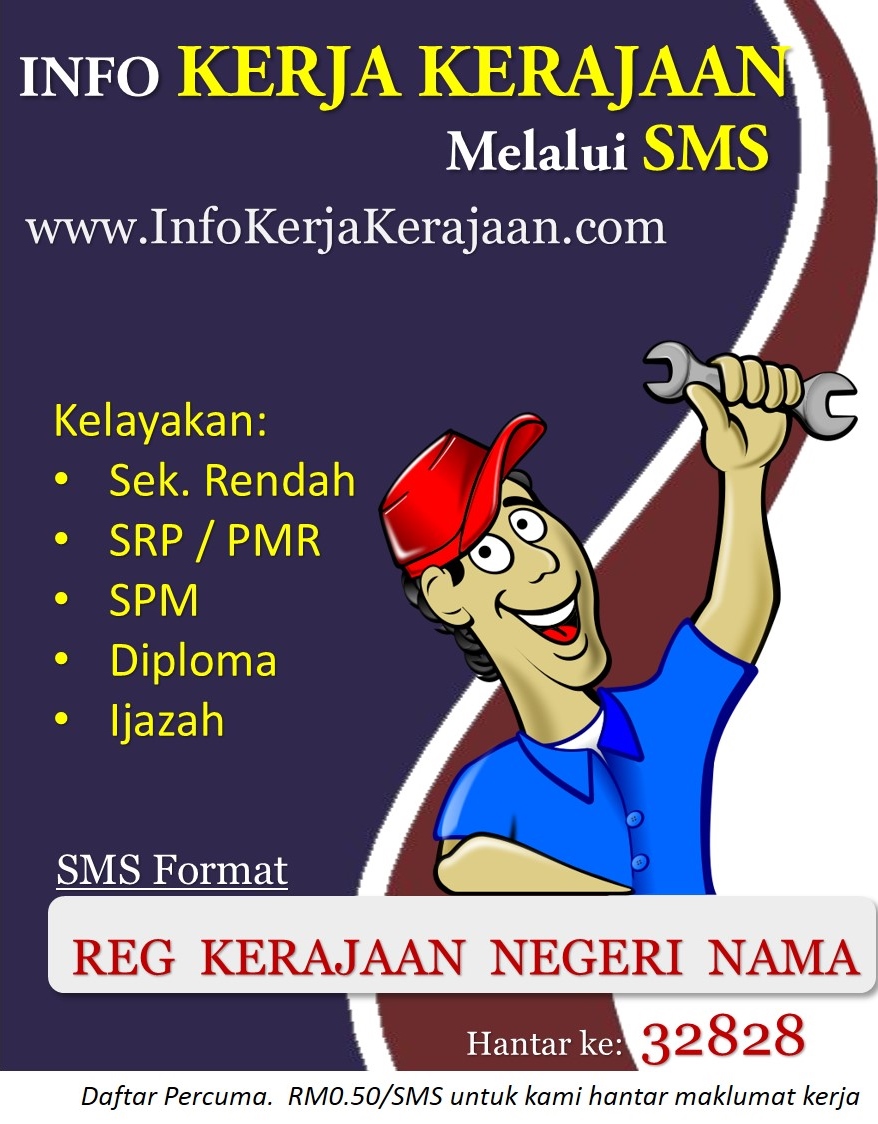 INFO KERJA KERAJAAN
Melalui SMS
www.InfoKerjaKerajaan.com
Kelayakan:
• Sek. Rendah
• SRP / PMR
• SPM
• Diploma
• Ijazah
SMS Format
REG KERAJAAN NEGERI NAMA
Hantar ke: 32828
Daftar Percuma. RM0.50/SMS untuk kami hantar maklumat kerja